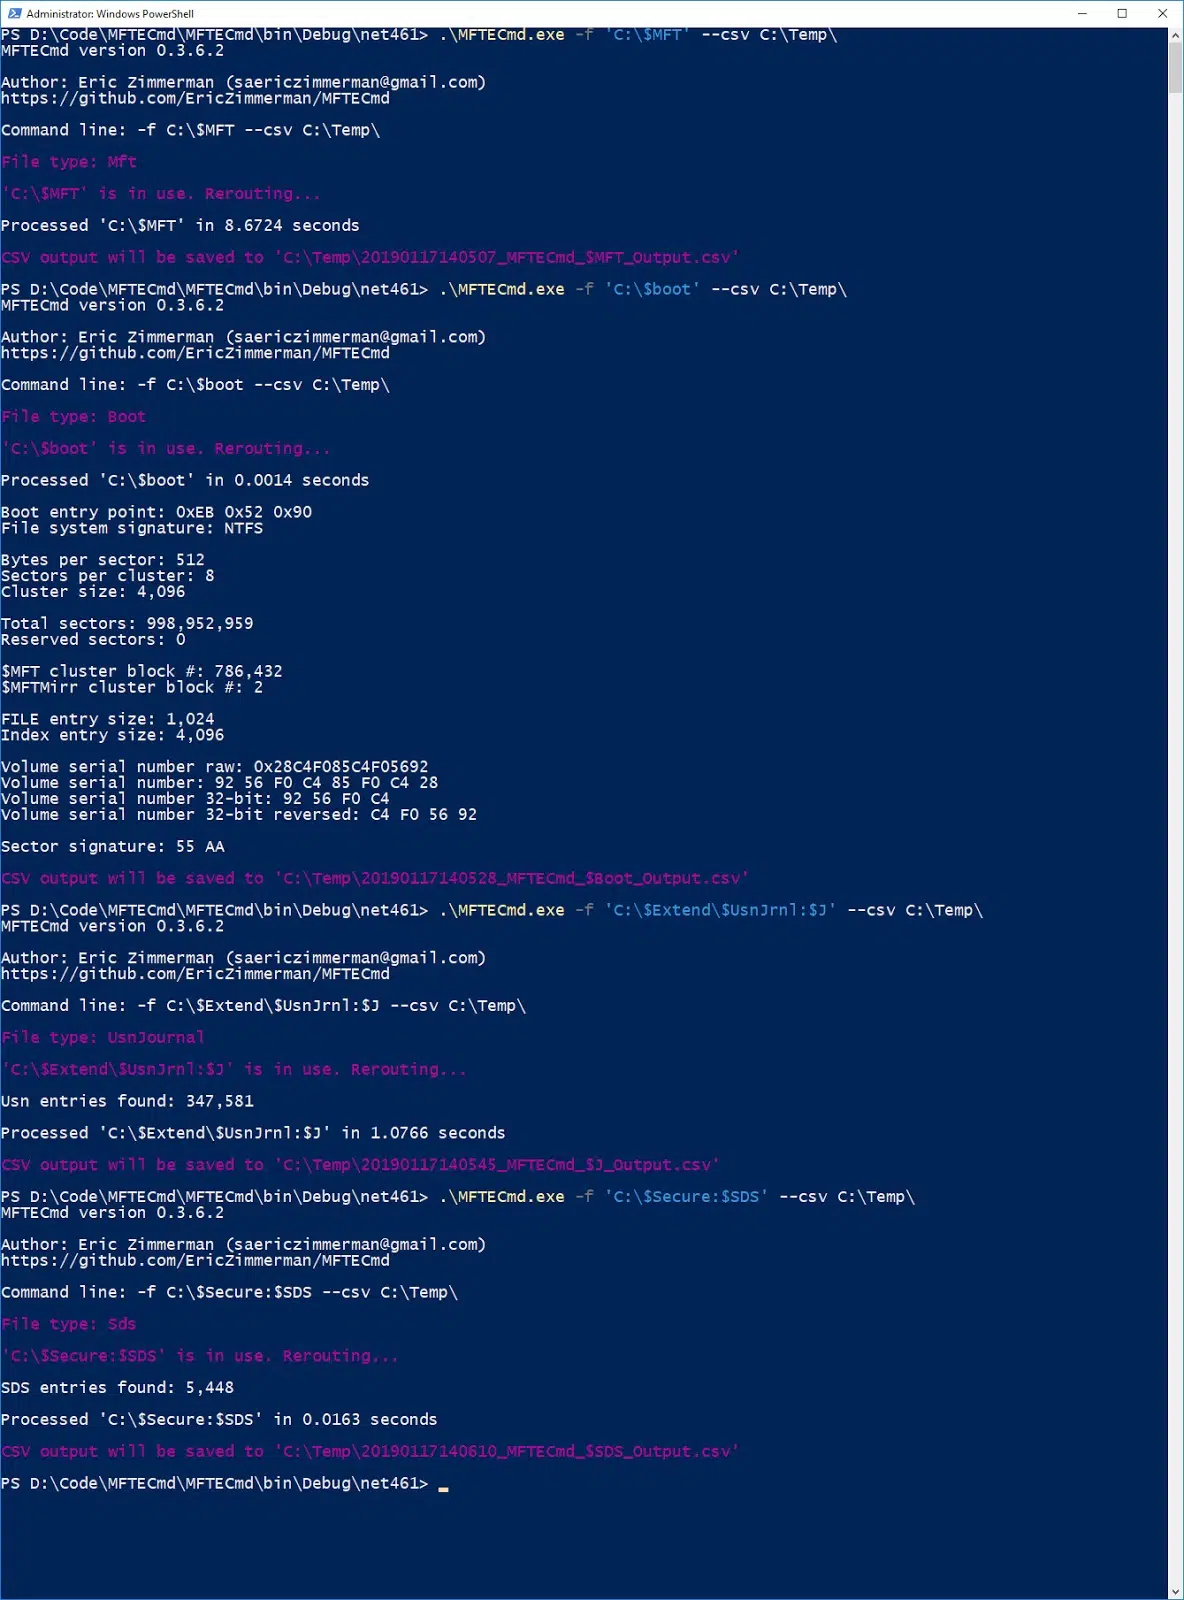 Administrator: Windows PowerShell
PS D:\Code\MFTECmd\MFTECmd\bin\Debug\net461> .\MFTECmd.exe -f 'C:\$MFT' --csv C:\Temp\
MFTECmd version 0.3.6.2
Author: Eric Zimmerman (saericzimmerman@gmail.com)
https://github.com/EricZimmerman/MFTECmd
Command line: -f C:\$MFT --csv C:\Temp\
File type: Mft
'C:\$MFT' is in use. Rerouting...
Processed 'C:\$MFT' in 8.6724 seconds
CSV output will be saved to 'C:\Temp\20190117140507_MFTECmd_$MFT_Output.csv'
PS D:\Code\MFTECmd\MFTECmd\bin\Debug\net461> .\MFTECmd.exe -f 'C:\$boot' --csv C:\Temp\
MFTECmd version 0.3.6.2
Author: Eric Zimmerman (saericzimmerman@gmail.com)
https://github.com/EricZimmerman/MFTECmd
Command line: -f C:\$boot --csv C:\Temp\
File type: Boot
'C:\$boot' is in use. Rerouting...
Processed 'C:\$boot' in 0.0014 seconds
Boot entry point: 0xEB 0x52 0x90
File system signature: NTFS
Bytes per sector: 512
Sectors per cluster: 8
Cluster size: 4,096
Total sectors: 998,952,959
Reserved sectors: 0
$MFT cluster block #: 786,432
$MFTMirr cluster block #: 2
FILE entry size: 1,024
Index entry size: 4,096
Volume serial number raw: 0x28C4F085C4F05692
Volume serial number: 92 56 F0 C4 85 F0 C4 28
Volume serial number 32-bit: 92 56 F0 C4
Volume serial number 32-bit reversed: C4 F0 56 92
Sector signature: 55 AA
CSV output will be saved to 'C:\Temp\20190117140528_MFTECmd_$Boot_Output.csv'
PS D:\Code\MFTECmd\MFTECmd\bin\Debug\net461> .\MFTECmd.exe -f 'C:\$Extend\$UsnJrnl:$J' --csv C:\Temp\
MFTECmd version 0.3.6.2
Author: Eric Zimmerman (saericzimmerman@gmail.com)
https://github.com/EricZimmerman/MFTECmd
Command line: -f C:\$Extend\$UsnJrnl:$J --csv C:\Temp\
File type: UsnJournal
'C:\$Extend\$UsnJrnl:$J' is in use. Rerouting...
Usn entries found: 347,581
Processed 'C:\$Extend\$UsnJrnl:$J' in 1.0766 seconds
CSV output will be saved to 'C:\Temp\20190117140545_MFTECmd_$J_Output.csv'
PS D:\Code\MFTECmd\MFTECmd\bin\Debug\net461> .\MFTECmd.exe -f 'C:\$Secure:$SDS' --csv C:\Temp\
MFTECmd version 0.3.6.2
Author: Eric Zimmerman (saericzimmerman@gmail.com)
https://github.com/EricZimmerman/MFTECmd
Command line: -f C:\$Secure:$SDS --csv C:\Temp\
File type: Sds
'C:\$Secure:$SDS' is in use. Rerouting...
SDS entries found: 5,448
Processed 'C:\$Secure:$SDS' in 0.0163 seconds
CSV output will be saved to 'C:\Temp\20190117140610_MFTECmd_$SDS_Output.csv'
PS D:\Code\MFTECmd\MFTECmd\bin\Debug\net461>